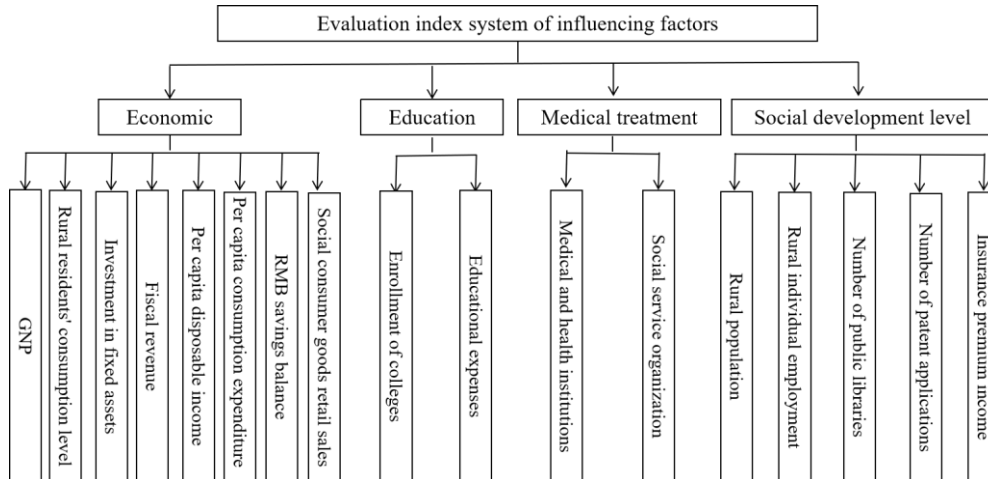 Evaluation index system of influencing factors
Economic
Education
Medical treatment
Social development level
GNP
Rural residents' consumption level
Investment in fixed assets
Fiscal revenue
Per capita disposable income
Per capita consumption expenditure
RMB savings balance
Social consumer goods retail sales
Enrollment of colleges
Educational expenses
Medical and health institutions
Social service organization
Rural population
Rural individual employment
Number of public libraries
Number of patent applications
Insurance premium income